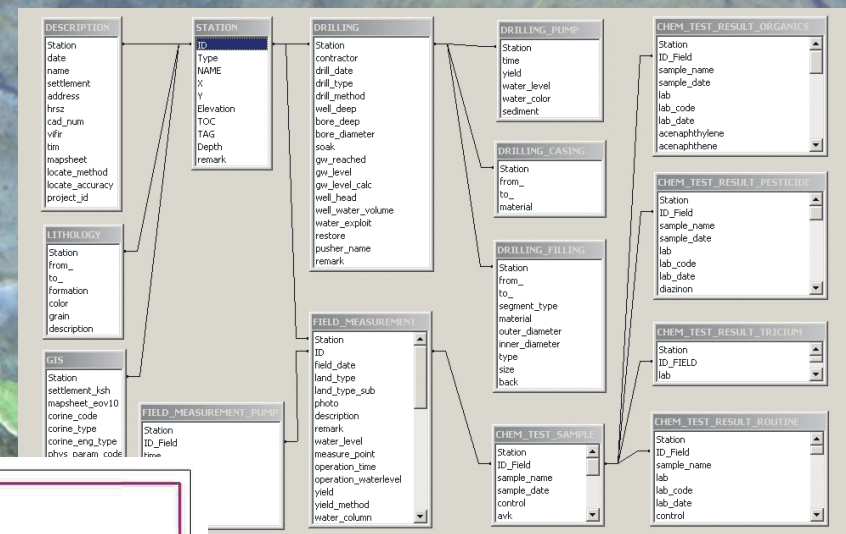 DESCRIPTION
Station
date
name
settlement
address
hrsz
cad_num
vifir
tim
mapsheet
locate_method
locate_accuracy
project_id
STATION
ID
Type
NAME
X
Y
Elevation
TOC
TAG
Depth
remark
DRILLING
Station
contractor
drill_date
drill_type
drill_method
well_deep
bore_deep
bore_diameter
soak
gw_reached
gw_level
gw_level_calc
well_head
well_water_volume
water_exploit
restore
pusher_name
remark
DRILLING_PUMP
Station
time
yield
water_level
water_color
sediment
CHEM_TEST_RESULT_ORGANICS
Station
ID_Field
sample_name
sample_date
lab
lab_code
lab_date
acenaphthylene
acenaphthene
DRILLING_CASING
Station
from_
to_
material
CHEM_TEST_RESULT_PESTICIDE
Station
ID_Field
sample_name
sample_date
lab
lab_code
lab_date
diazinon
LITHOLOGY
Station
from_
to_
formation
color
grain
description
DRILLING_FILLING
Station
from_
to_
segment_type
material
outer_diameter
inner_diameter
type
size
back
FIELD_MEASUREMENT
Station
ID
field_date
land_type
land_type_sub
photo
description
remark
water_level
measure_point
operation_time
operation_waterlevel
yield
yield_method
water_column
CHEM_TEST_RESULT_TRICIUM
Station
ID_FIELD
lab
GIS
Station
settlement_ksh
mapsheet_eov10
corine_code
corine_type
corine_eng_type
phys_param_code
FIELD_MEASUREMENT_PUMP
Station
ID_Field
time
CHEM_TEST_SAMPLE
Station
ID_Field
sample_name
sample_date
control
avk
CHEM_TEST_RESULT_ROUTINE
Station
ID_Field
sample_name
lab
lab_code
lab_date
control